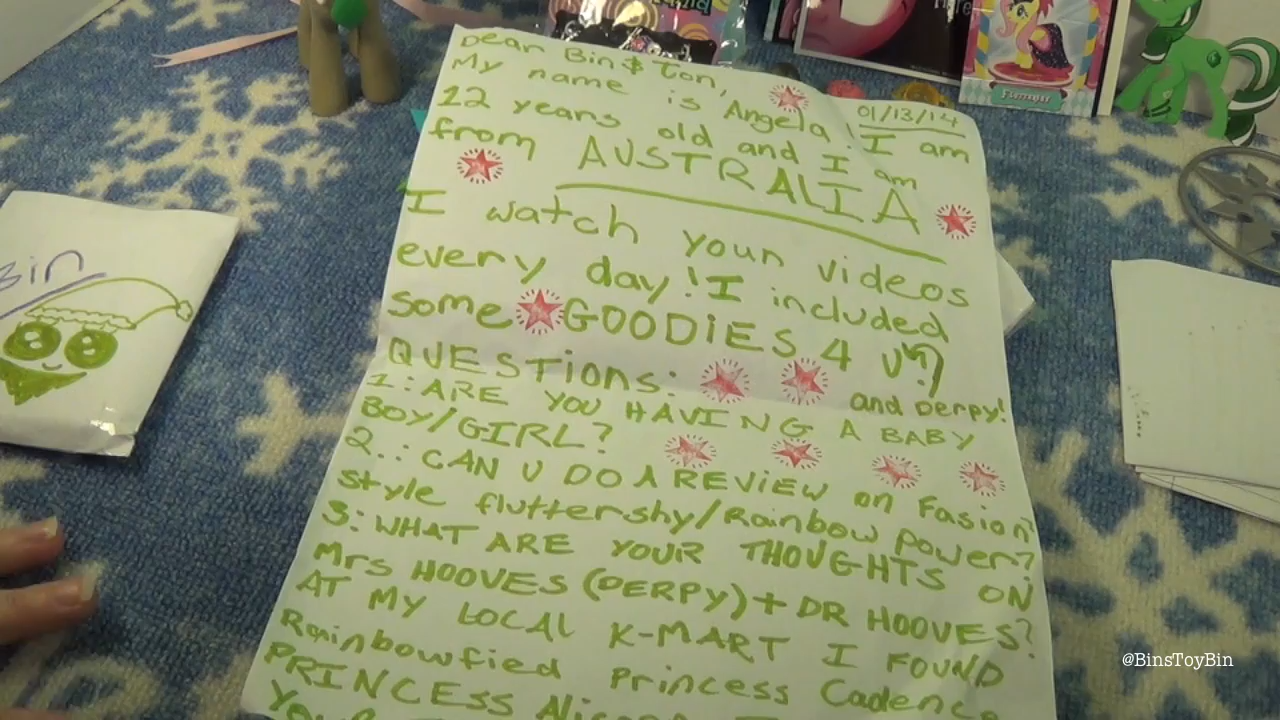 Dear Bin & Ton,
01/13/14
My name is Angela! I am
12 years old and I am
from AUSTRALIA
I watch your videos
every day! I included
some GOODIES 4 U
and Derpy!
QUESTions:
1: ARE YOU HAVING A BABY
BOY/GIRL?
2.: CAN U DO A REVIEW on Fasion
style fluttershy/Rainbow power?
3: WHAT ARE YOUR THOUGHTS ON
Mrs HOOVES (DERPY) + DR HOOVES?
AT MY LOCAL K-MART I FOUND
Rainbowfied Princess Cadence
PRINCESS
Bin
Fluttershy
@BinsToyBin